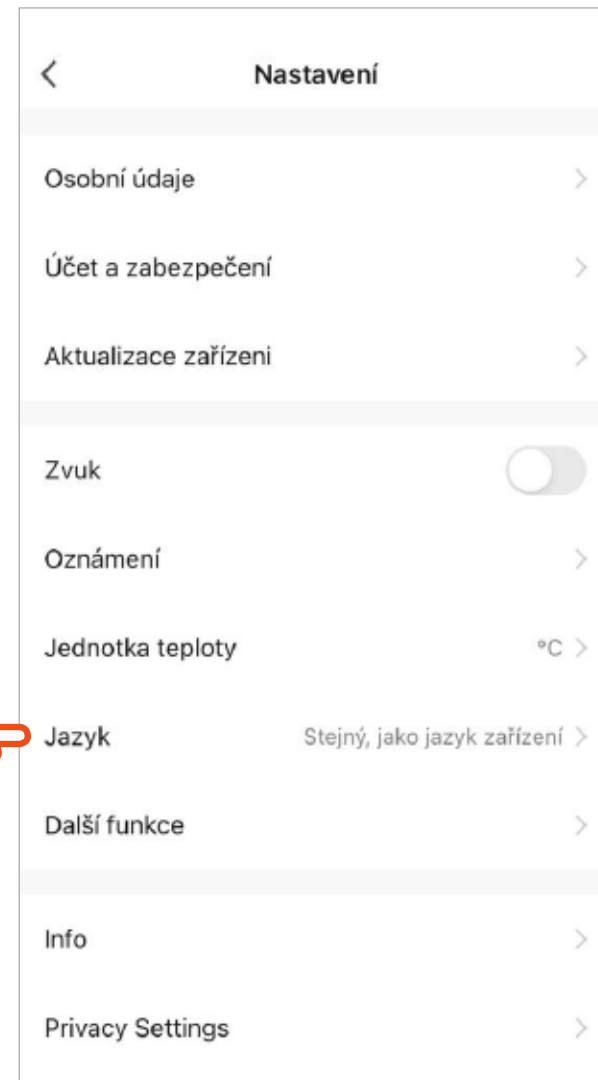 Nastavení
Osobní údaje
Účet a zabezpečení
Aktualizace zařízeni
Zvuk
Oznámení
Jednotka teploty °C
Jazyk Stejný, jako jazyk zařízení
Další funkce
Info
Privacy Settings